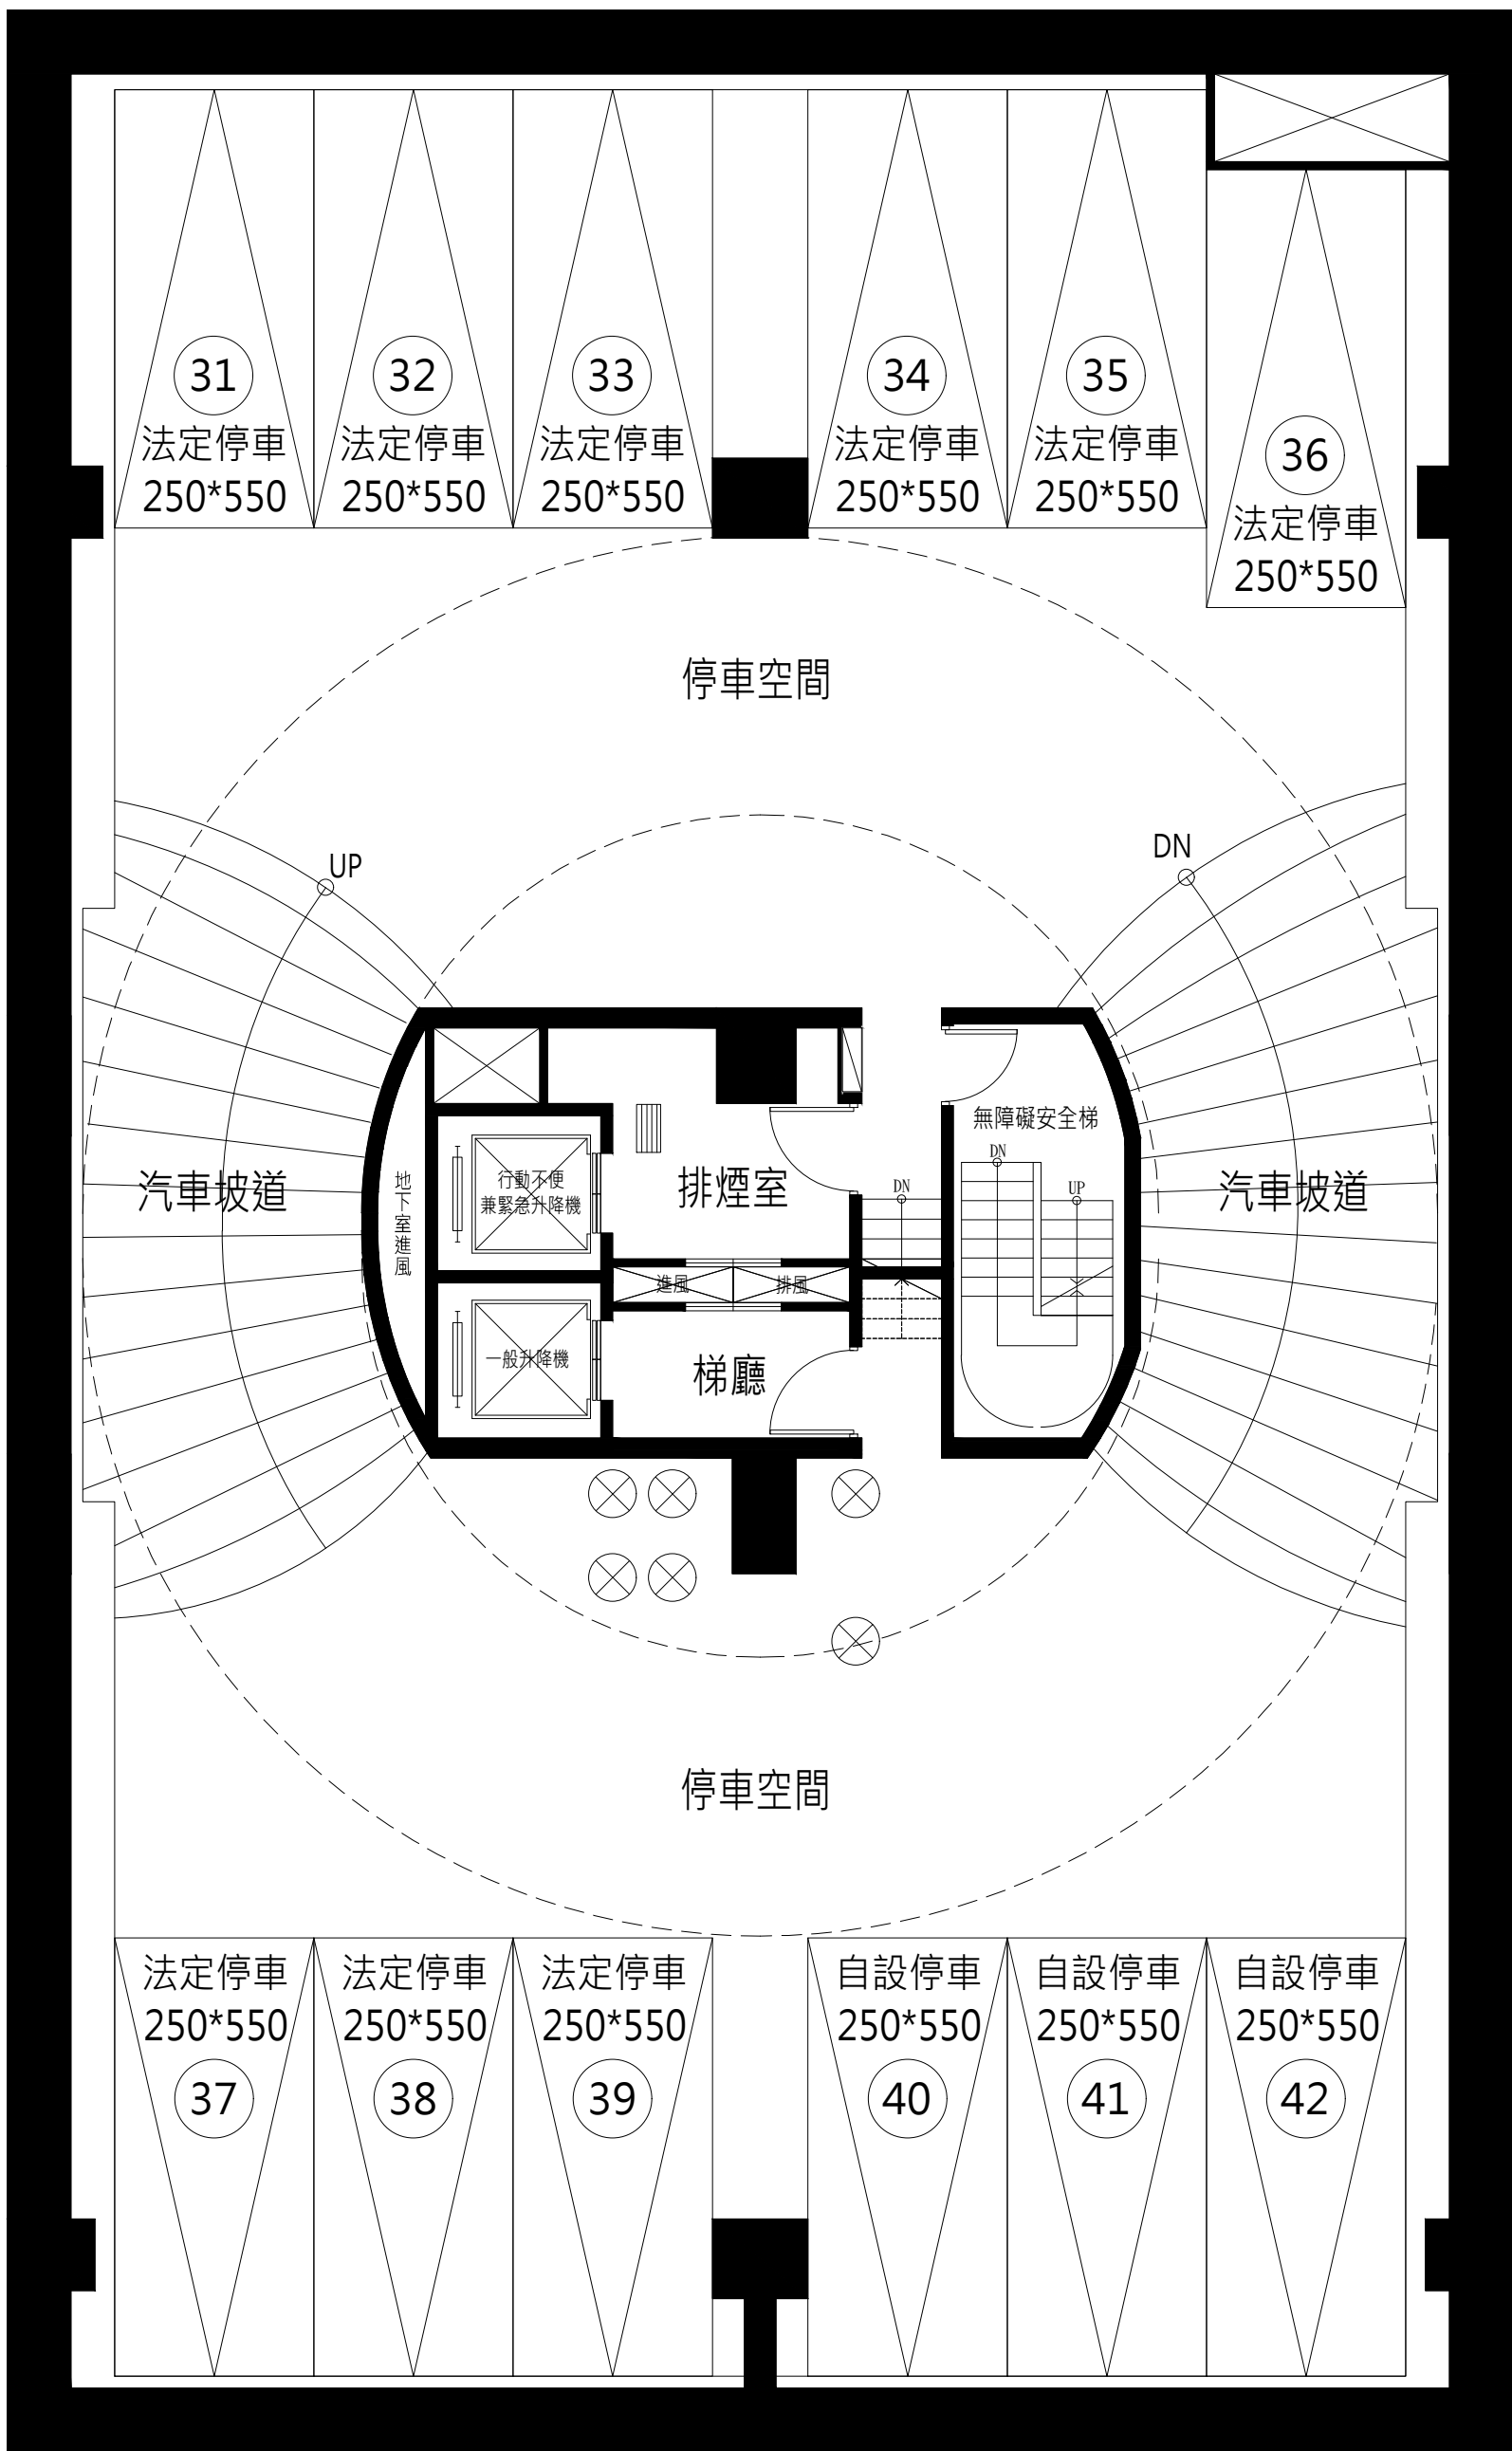 31
法定停車
250*550
32
法定停車
250*550
33
法定停車
250*550
34
法定停車
250*550
35
法定停車
250*550
36
法定停車
250*550
停車空間
UP
DN
無障礙安全梯
DN
UP
DN
汽車坡道
地下室進風
行動不便
兼緊急升降機
排煙室
汽車坡道
進風
排風
一般升降機
梯廳
停車空間
法定停車
250*550
37
法定停車
250*550
38
法定停車
250*550
39
自設停車
250*550
40
自設停車
250*550
41
自設停車
250*550
42